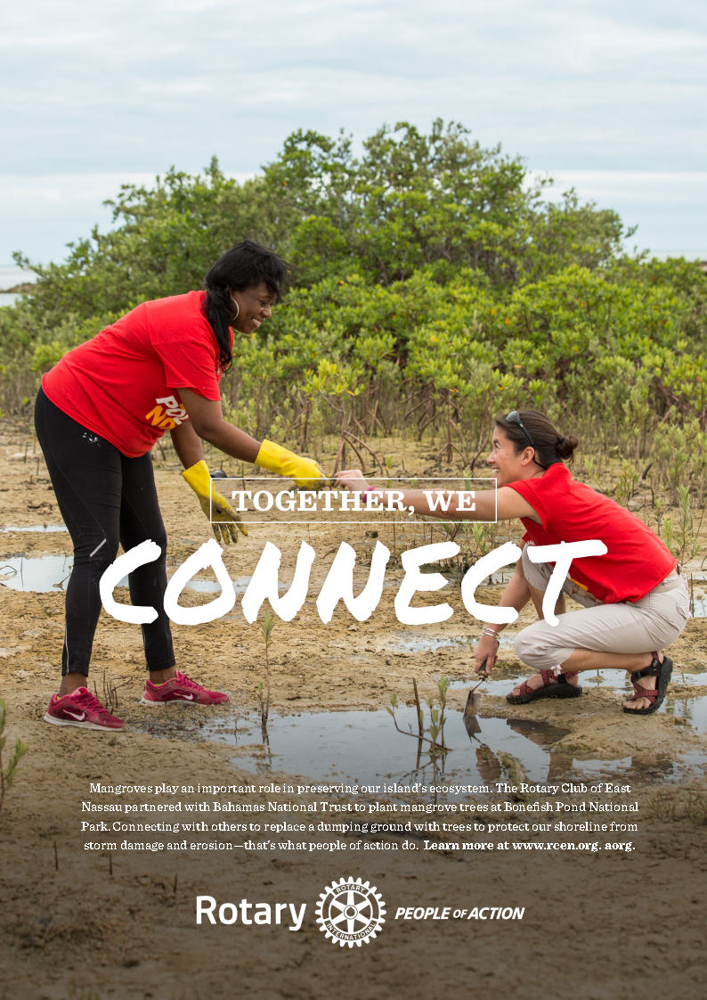 TOGETHER, WE
CONNECT
Mangroves play an important role in preserving our island's ecosystem. The Rotary Club of East
Nassau partnered with Bahamas National Trust to plant mangrove trees at Bonefish Pond National
Park. Connecting with others to replace a dumping ground with trees to protect our shoreline from
storm damage and erosion—that's what people of action do. Learn more at www.rcen.org. aorg.
Rotary
ROTARY
INTERNATIONAL
PEOPLE OF ACTION